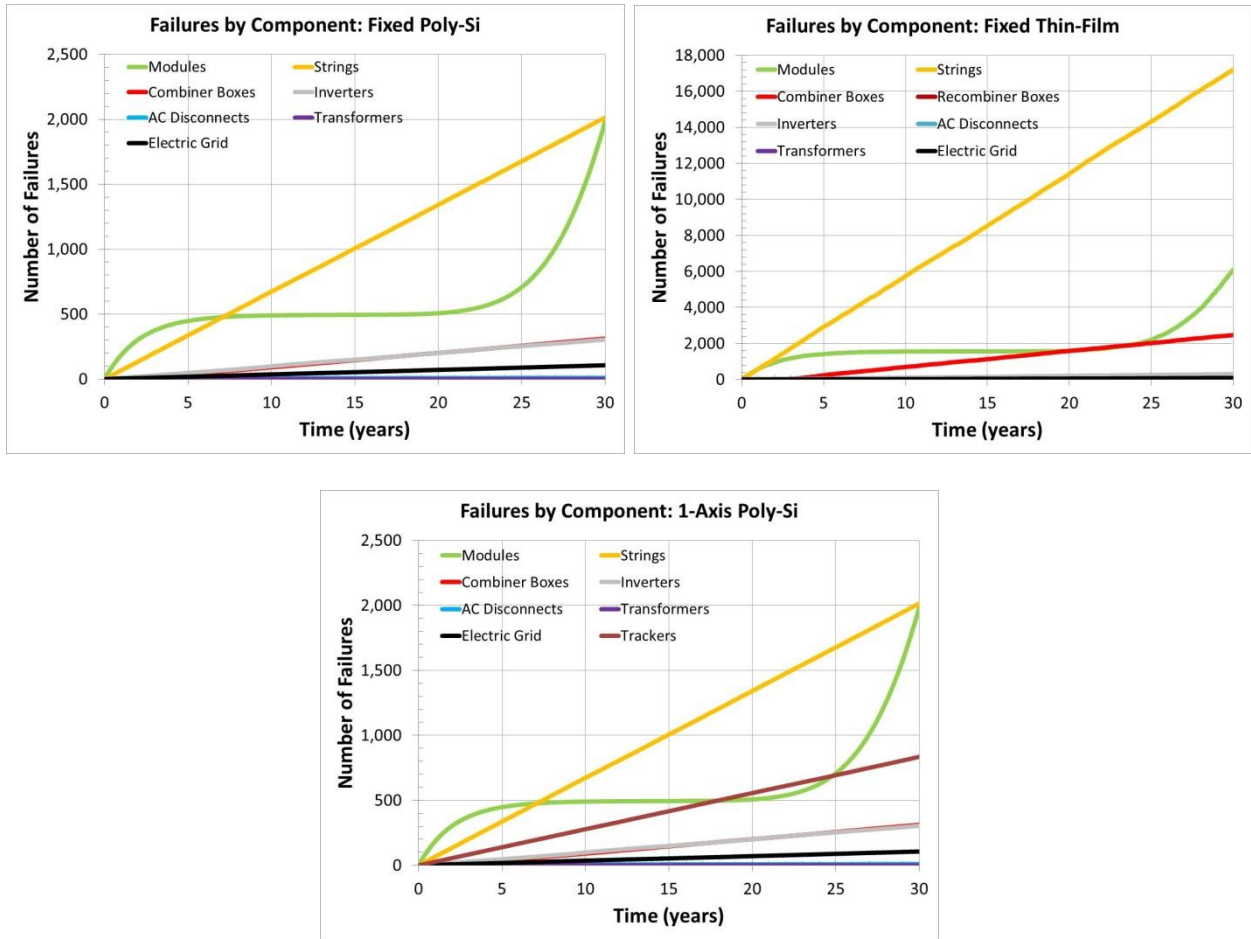 Failures by Component: Fixed Poly-Si
2,500
2,000
1,500
1,000
500
0
Number of Failures
Modules Strings
Combiner Boxes Inverters
AC Disconnects Transformers
Electric Grid
0 5 10 15 20 25 30
Time (years)
Failures by Component: Fixed Thin-Film
18,000
16,000
14,000
12,000
10,000
8,000
6,000
4,000
2,000
0
Number of Failures
Modules Strings
Combiner Boxes Recombiner Boxes
Inverters AC Disconnects
Transformers Electric Grid
0 5 10 15 20 25 30
Time (years)
Failures by Component: 1-Axis Poly-Si
2,500
2,000
1,500
1,000
500
0
Number of Failures
Modules Strings
Combiner Boxes Inverters
AC Disconnects Transformers
Electric Grid Trackers
0 5 10 15 20 25 30
Time (years)